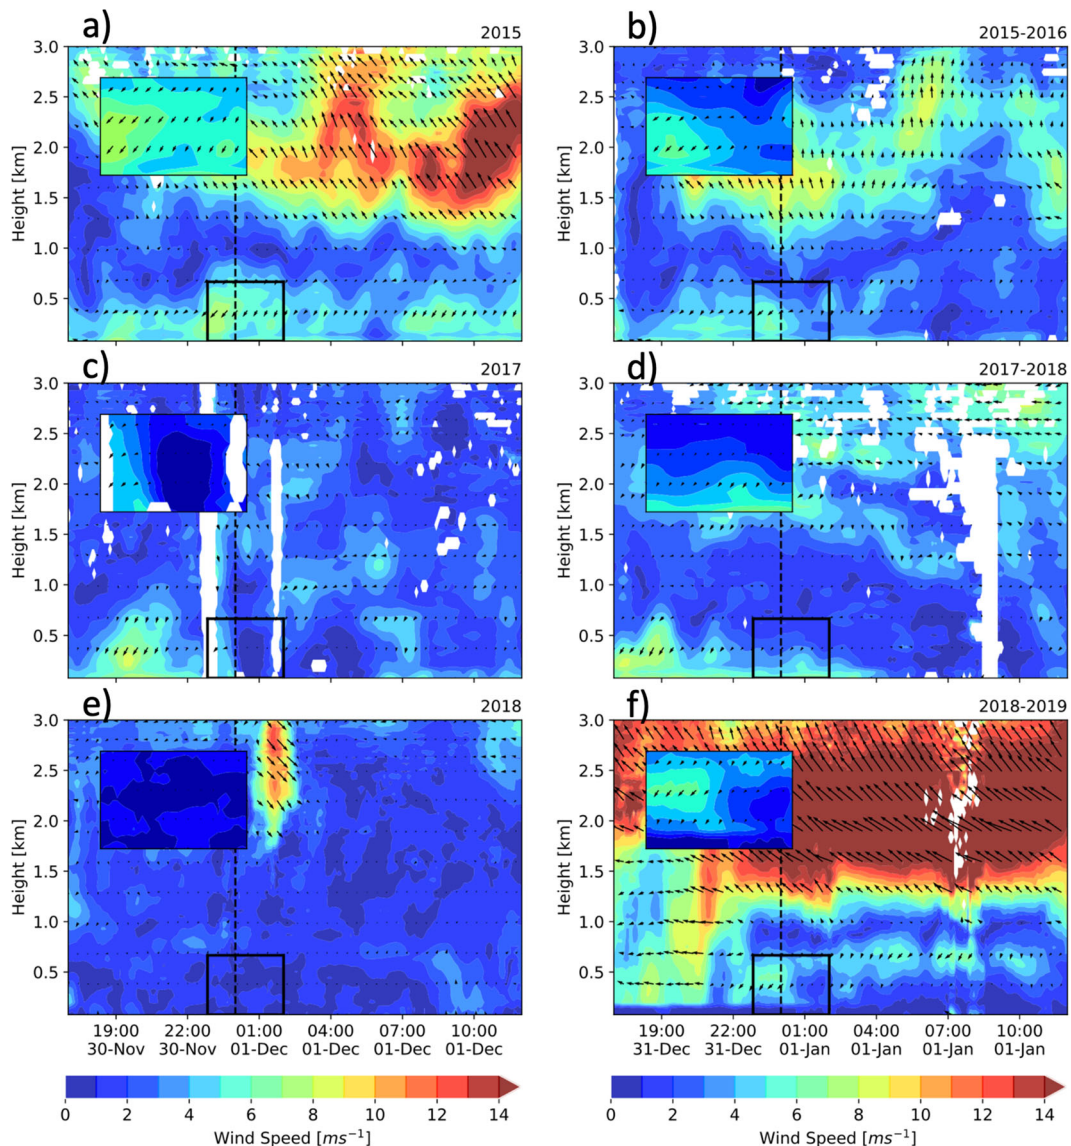 a)
2015
b)
2015-2016
3.0
2.5
2.0
1.5
1.0
0.5
Height [km]
3.0
2.5
2.0
1.5
1.0
0.5
Height [km]
c)
2017
d)
2017-2018
3.0
2.5
2.0
1.5
1.0
0.5
Height [km]
3.0
2.5
2.0
1.5
1.0
0.5
Height [km]
e)
2018
f)
2018-2019
3.0
2.5
2.0
1.5
1.0
0.5
Height [km]
3.0
2.5
2.0
1.5
1.0
0.5
Height [km]
19:00 22:00 01:00 04:00 07:00 10:00
30-Nov 30-Nov 01-Dec 01-Dec 01-Dec 01-Dec
19:00 22:00 01:00 04:00 07:00 10:00
31-Dec 31-Dec 01-Jan 01-Jan 01-Jan 01-Jan
0 2 4 6 8 10 12 14
Wind Speed [ms⁻¹]
0 2 4 6 8 10 12 14
Wind Speed [ms⁻¹]